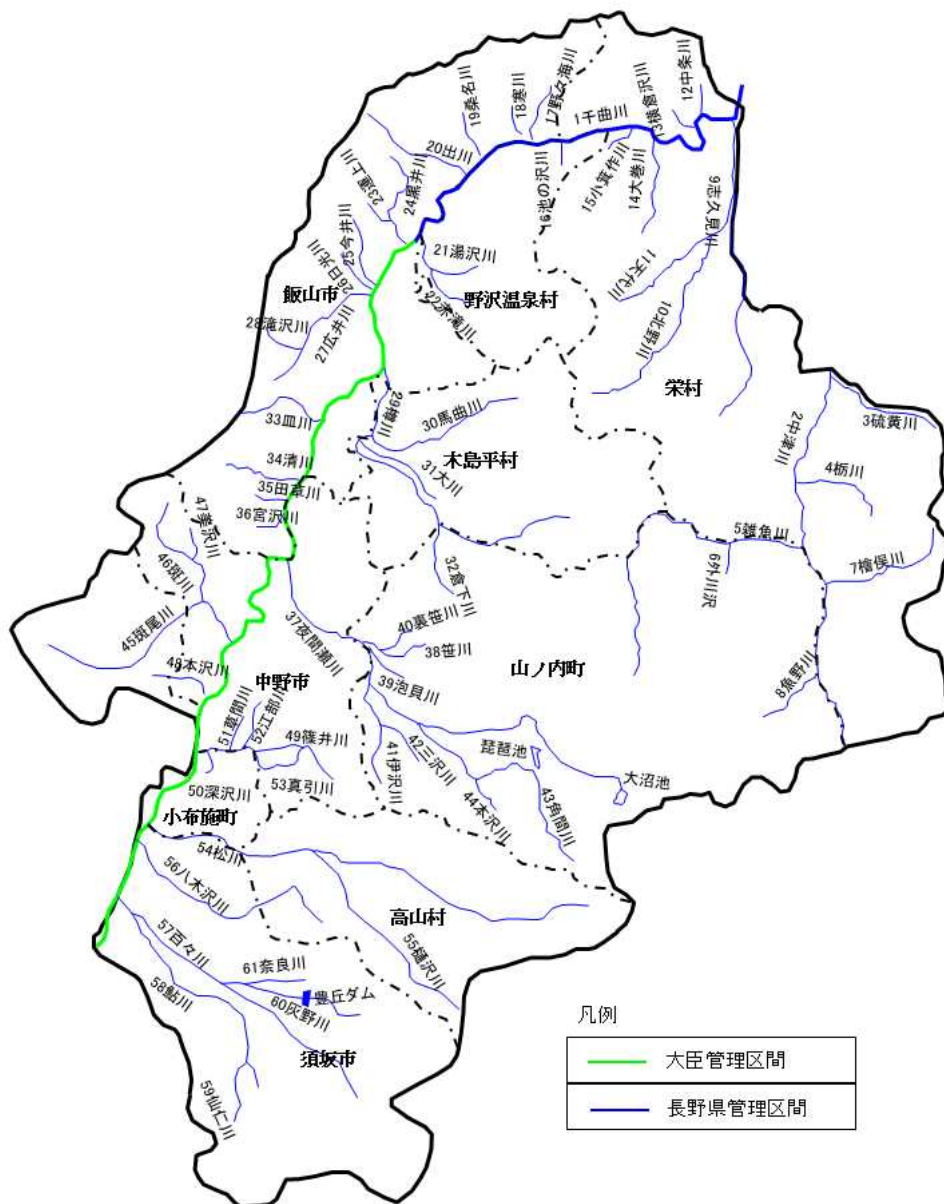 12中条川
13横倉沢川
17野々海川
18寒川
19桑名川
1千曲川
20出川
23運上川
24黒井川
16池の沢川
15小箕作川
14大巻川
9志久見川
25今井川
26日光川
21湯沢川
11天代川
飯山市
22赤滝川
野沢温泉村
10北野川
28滝沢川
27広井川
栄村
29樽川
30馬曲川
2中津川
3硫黄川
33皿川
木島平村
34清川
31大川
4栃川
35田草川
47美沢川
36宮沢川
5雑魚川
46斑川
32倉下川
6外川沢
7檜俣川
45斑尾川
37夜間瀬川
40裏笹川
38笹川
山ノ内町
48本沢川
中野市
39泡貝川
8魚野川
51草間川
52江部川
49篠井川
41伊沢川
42三沢川
琵琶池
大沼池
50深沢川
53真引川
44本沢川
43角間川
小布施町
54松川
56八木沢川
高山村
57百々川
55樋沢川
61奈良川
58鮎川
豊丘ダム
60灰野川
須坂市
59仙仁川
凡例
大臣管理区間
長野県管理区間